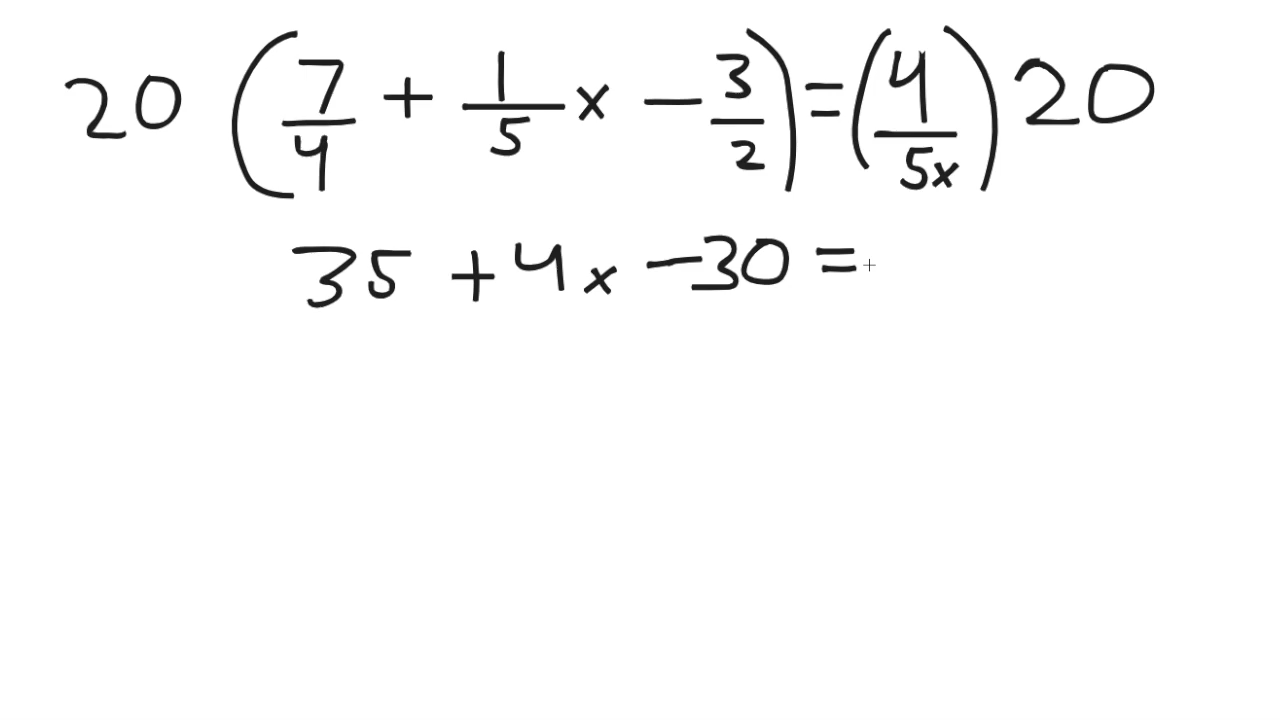 20 (7/4 + 1/5 x - 3/2) = (4/5x) 20
35 + 4x - 30 =